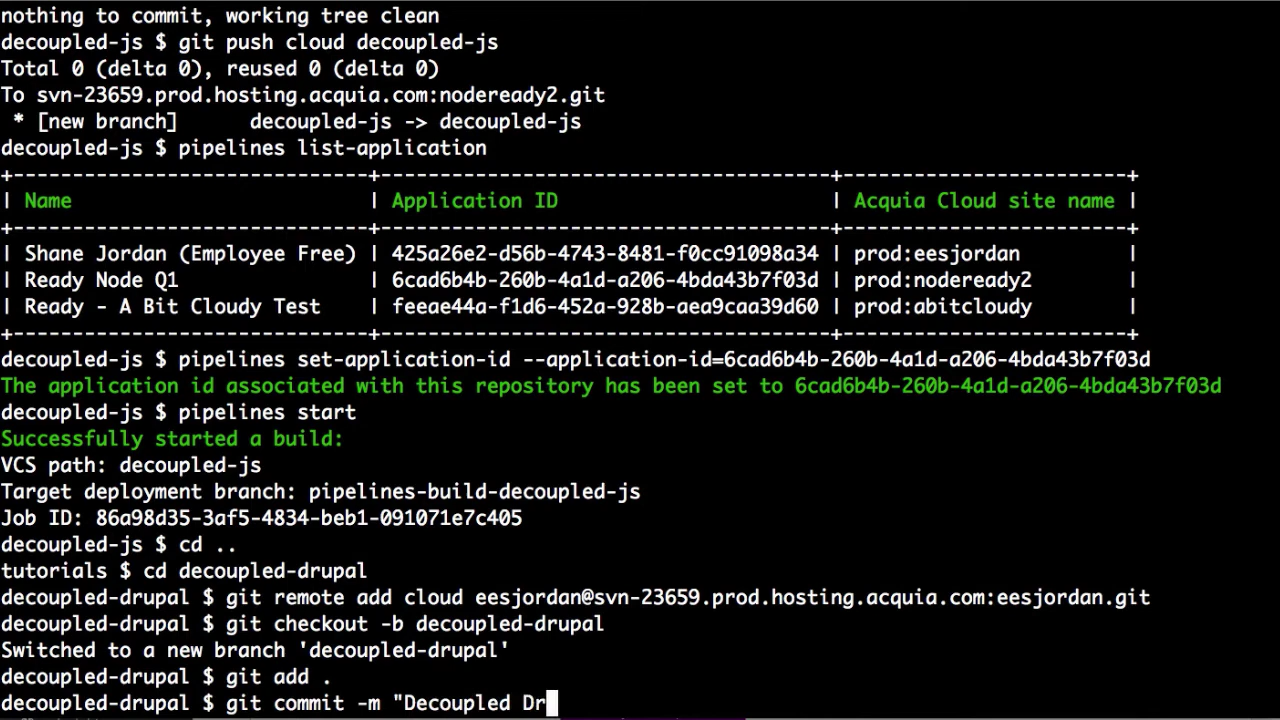 nothing to commit, working tree clean
decoupled-js $ git push cloud decoupled-js
Total 0 (delta 0), reused 0 (delta 0)
To svn-23659.prod.hosting.acquia.com:nodeready2.git
 * [new branch]      decoupled-js -> decoupled-js
decoupled-js $ pipelines list-application
+------------------------------+--------------------------------------+------------------------+
| Name                         | Application ID                       | Acquia Cloud site name |
+------------------------------+--------------------------------------+------------------------+
| Shane Jordan (Employee Free) | 425a26e2-d56b-4743-8481-f0cc91098a34 | prod:eesjordan         |
| Ready Node Q1                | 6cad6b4b-260b-4a1d-a206-4bda43b7f03d | prod:nodeready2        |
| Ready - A Bit Cloudy Test    | feeae44a-f1d6-452a-928b-aea9caa39d60 | prod:abitcloudy        |
+------------------------------+--------------------------------------+------------------------+
decoupled-js $ pipelines set-application-id --application-id=6cad6b4b-260b-4a1d-a206-4bda43b7f03d
The application id associated with this repository has been set to 6cad6b4b-260b-4a1d-a206-4bda43b7f03d
decoupled-js $ pipelines start
Successfully started a build:
VCS path: decoupled-js
Target deployment branch: pipelines-build-decoupled-js
Job ID: 86a98d35-3af5-4834-beb1-091071e7c405
decoupled-js $ cd ..
tutorials $ cd decoupled-drupal
decoupled-drupal $ git remote add cloud eesjordan@svn-23659.prod.hosting.acquia.com:eesjordan.git
decoupled-drupal $ git checkout -b decoupled-drupal
Switched to a new branch 'decoupled-drupal'
decoupled-drupal $ git add .
decoupled-drupal $ git commit -m "Decoupled Dr